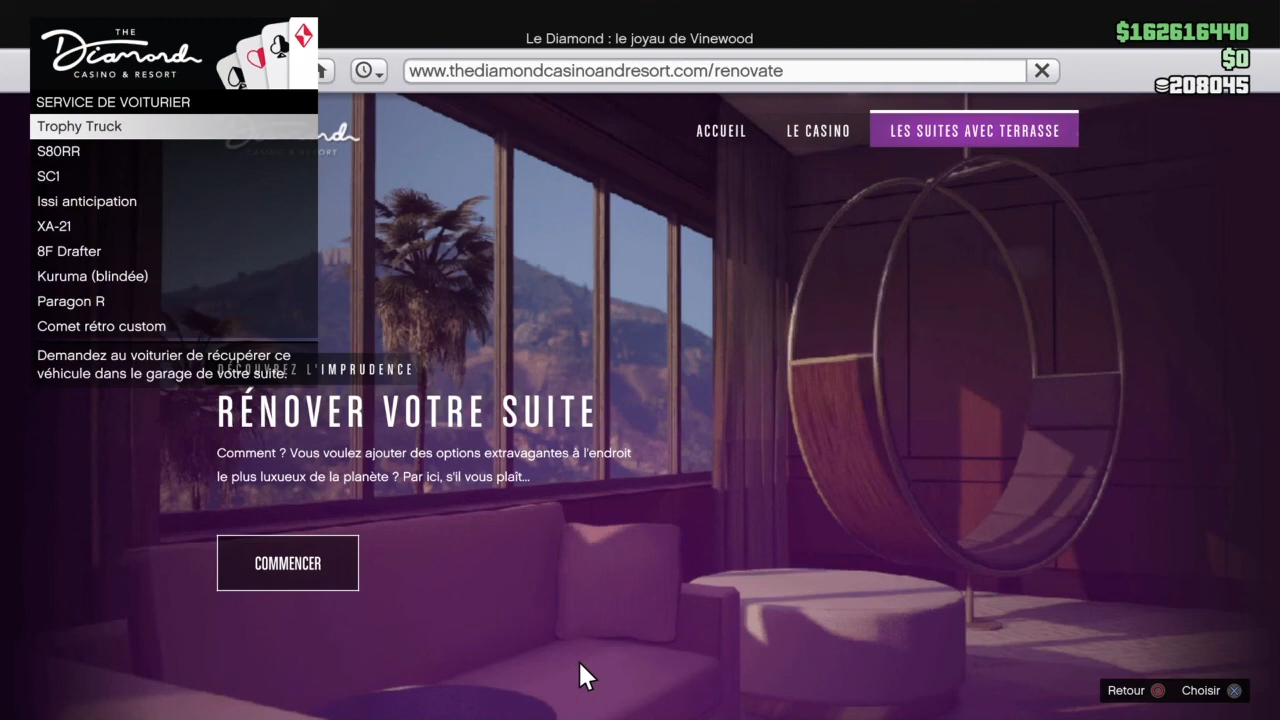 THE
Diamond
CASINO & RESORT
Le Diamond : le joyau de Vinewood
$162616440
$0
208045
www.thediamondcasinoandresort.com/renovate
SERVICE DE VOITURIER
Trophy Truck
S80RR
SC1
Issi anticipation
XA-21
8F Drafter
Kuruma (blindée)
Paragon R
Comet rétro custom
Demandez au voiturier de récupérer ce
véhicule dans le garage de votre suite.
ACCUEIL
LE CASINO
LES SUITES AVEC TERRASSE
DÉCOUVREZ L'IMPRUDENCE
RÉNOVER VOTRE SUITE
Comment ? Vous voulez ajouter des options extravagantes à l'endroit
le plus luxueux de la planète ? Par ici, s'il vous plaît...
COMMENCER
Retour
Choisir